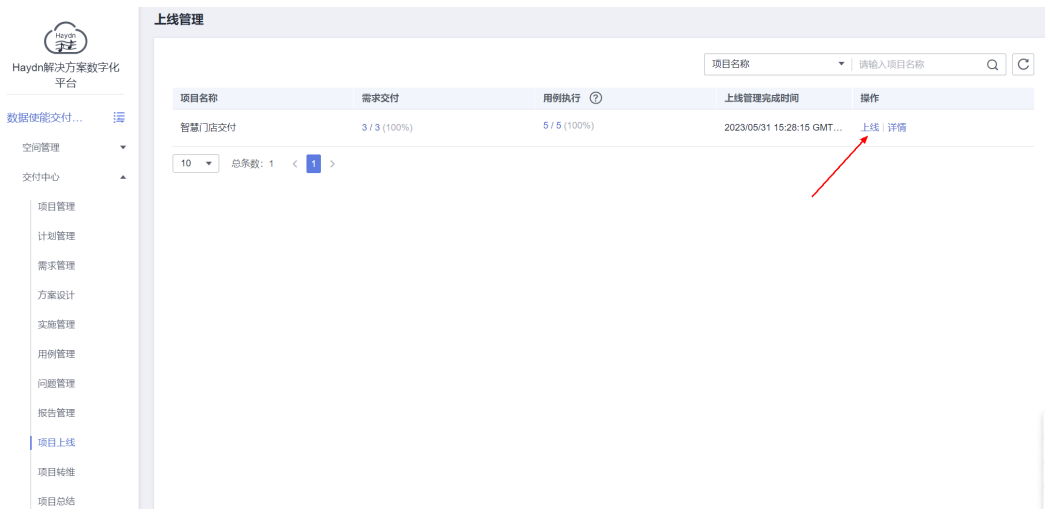 上线管理
Haydn
Haydn解决方案数字化
平台
数据使能交付...
空间管理
交付中心
项目管理
计划管理
需求管理
方案设计
实施管理
用例管理
问题管理
报告管理
项目上线
项目转维
项目总结
项目名称 请输入项目名称
项目名称 需求交付 用例执行 ? 上线管理完成时间 操作
智慧门店交付 3 / 3 (100%) 5 / 5 (100%) 2023/05/31 15:28:15 GMT... 上线 详情
10 总条数: 1 < 1 >